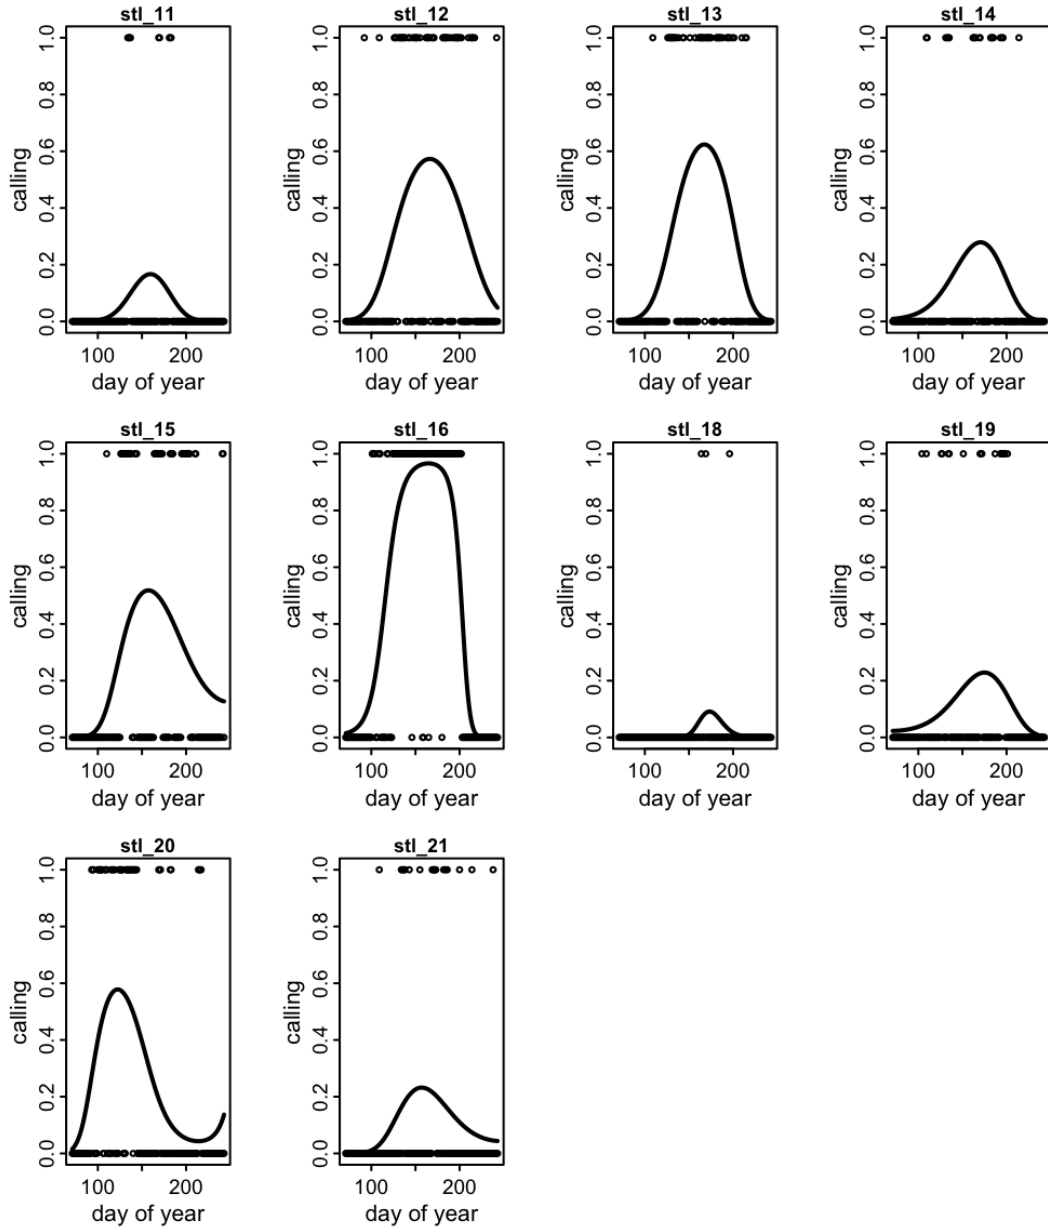 stl_11 stl_12 stl_13 stl_14
calling calling calling calling
1.0 1.0 1.0 1.0
0.8 0.8 0.8 0.8
0.6 0.6 0.6 0.6
0.4 0.4 0.4 0.4
0.2 0.2 0.2 0.2
0.0 0.0 0.0 0.0
100 200 100 200 100 200 100 200
day of year day of year day of year day of year
stl_15 stl_16 stl_18 stl_19
calling calling calling calling
1.0 1.0 1.0 1.0
0.8 0.8 0.8 0.8
0.6 0.6 0.6 0.6
0.4 0.4 0.4 0.4
0.2 0.2 0.2 0.2
0.0 0.0 0.0 0.0
100 200 100 200 100 200 100 200
day of year day of year day of year day of year
stl_20 stl_21
calling calling
1.0 1.0
0.8 0.8
0.6 0.6
0.4 0.4
0.2 0.2
0.0 0.0
100 200 100 200
day of year day of year